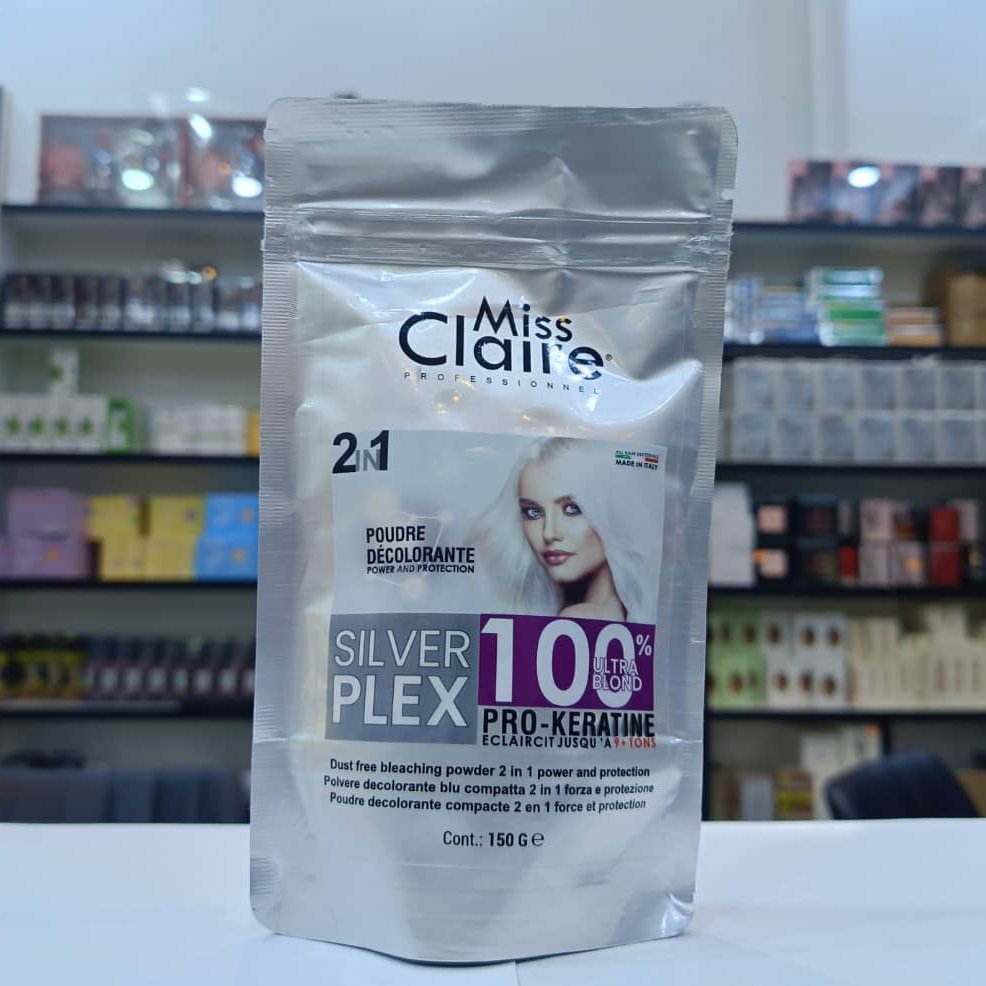 Miss
Claire®
PROFESSIONNEL
2IN1
ALL RAW MATERIALS
MADE IN ITALY
POUDRE
DÉCOLORANTE
POWER AND PROTECTION
SILVER
PLEX
100%
ULTRA
BLOND
PRO-KERATINE
ECLAIRCIT JUSQU'A 9+TONS
Dust free bleaching powder 2 in 1 power and protection
Polvere decolorante blu compatta 2 in 1 forza e protezione
Poudre decolorante compacte 2 en 1 force et protection
Cont.: 150 G ℮